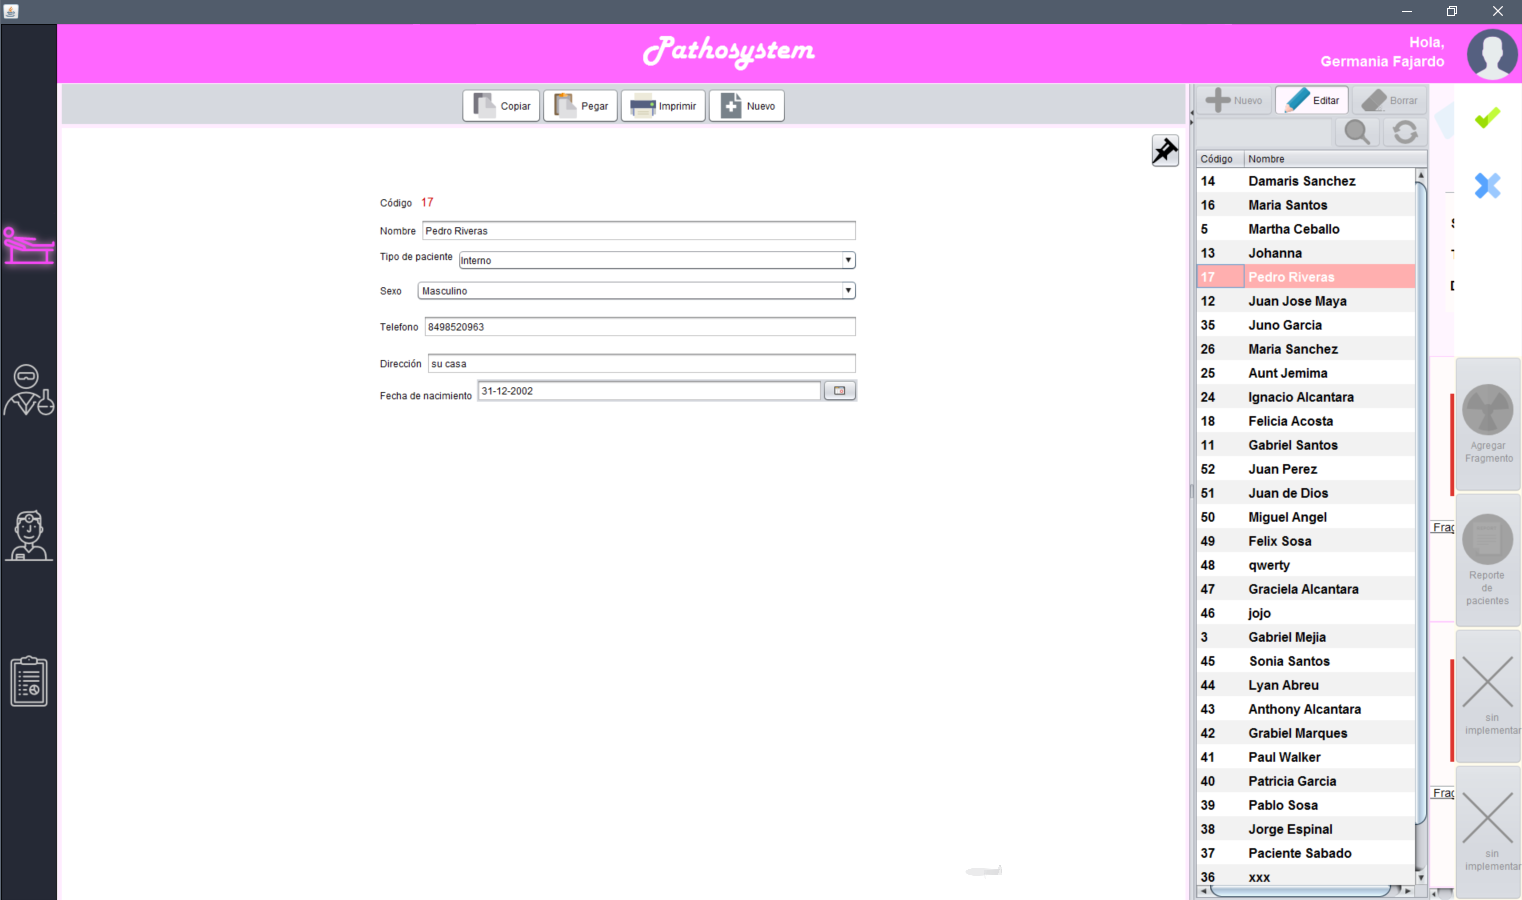 Pathosystem
Hola,
Germania Fajardo
Copiar
Pegar
Imprimir
Nuevo
Nuevo
Editar
Borrar
Código 17
Nombre Pedro Riveras
Tipo de paciente Interno
Sexo Masculino
Telefono 8498520963
Dirección su casa
Fecha de nacimiento 31-12-2002
Código Nombre
14 Damaris Sanchez
16 Maria Santos
5 Martha Ceballo
13 Johanna
17 Pedro Riveras
12 Juan Jose Maya
35 Juno Garcia
26 Maria Sanchez
25 Aunt Jemima
24 Ignacio Alcantara
18 Felicia Acosta
11 Gabriel Santos
52 Juan Perez
51 Juan de Dios
50 Miguel Angel
49 Felix Sosa
48 qwerty
47 Graciela Alcantara
46 jojo
3 Gabriel Mejia
45 Sonia Santos
44 Lyan Abreu
43 Anthony Alcantara
42 Grabiel Marques
41 Paul Walker
40 Patricia Garcia
39 Pablo Sosa
38 Jorge Espinal
37 Paciente Sabado
36 xxx
Frag
Frag
Agregar
Fragmento
Reporte
de
pacientes
sin
implementar
sin
implementar